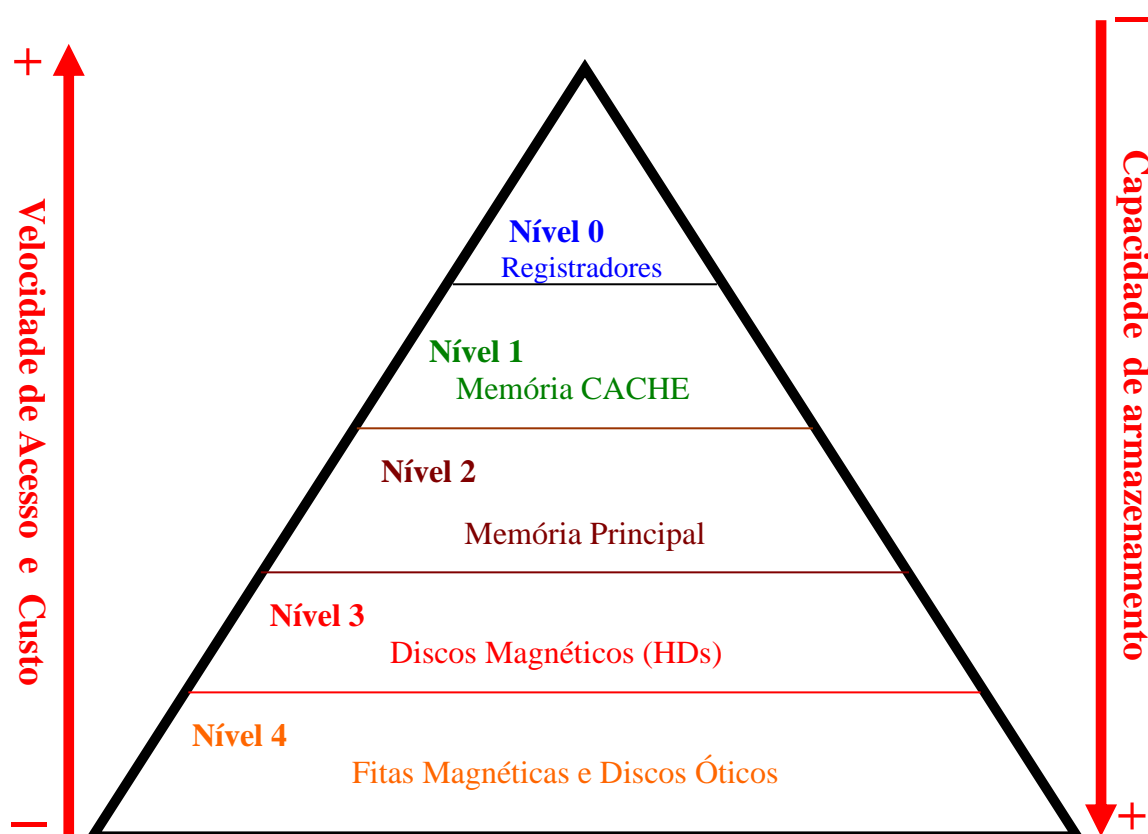 +
Velocidade de Acesso e Custo
–
Nível 0
Registradores
Nível 1
Memória CACHE
Nível 2
Memória Principal
Nível 3
Discos Magnéticos (HDs)
Nível 4
Fitas Magnéticas e Discos Óticos
–
Capacidade de armazenamento
+